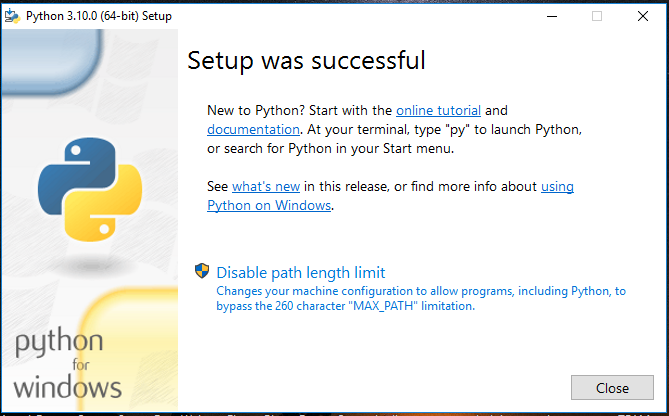 Python 3.10.0 (64-bit) Setup
Setup was successful
New to Python? Start with the online tutorial and
documentation. At your terminal, type "py" to launch Python,
or search for Python in your Start menu.
See what's new in this release, or find more info about using
Python on Windows.
Disable path length limit
Changes your machine configuration to allow programs, including Python, to
bypass the 260 character "MAX_PATH" limitation.
python
for
windows
Close